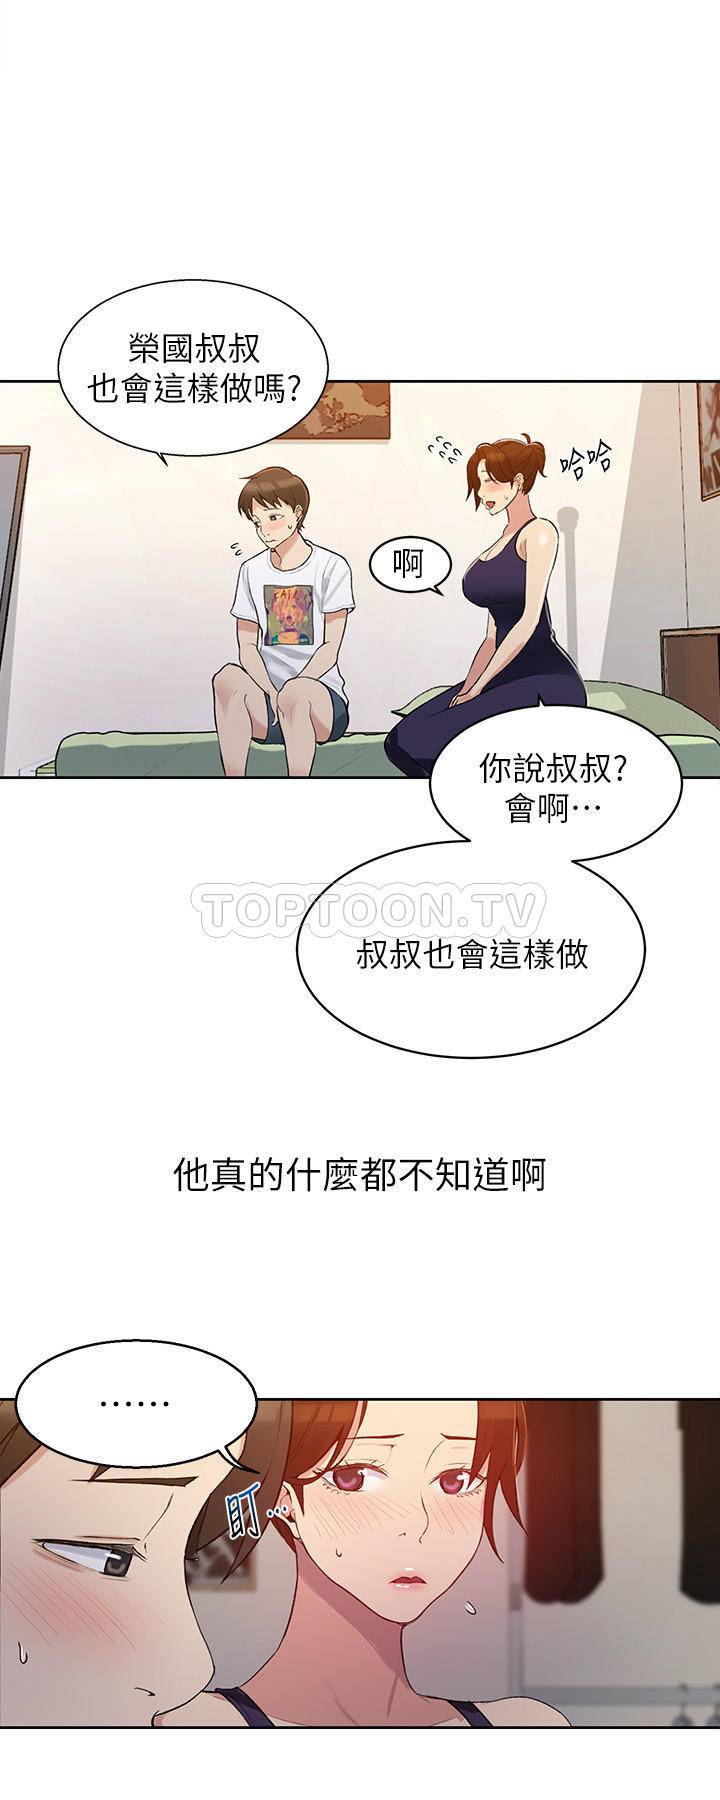 榮國叔叔
也會這樣做嗎?
哈哈
啊
你說叔叔?
會啊…
TOPTOON.TV
叔叔也會這樣做
他真的什麼都不知道啊
……
盯…